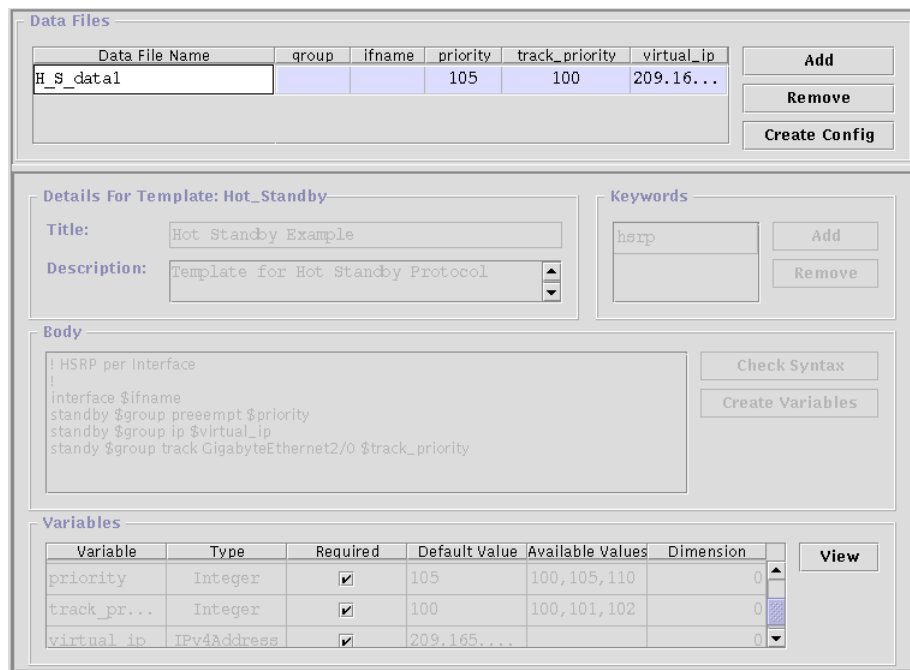 Data Files
Data File Name group ifname priority track_priority virtual_ip
H_S_data1 105 100 209.16...
Add
Remove
Create Config
Details For Template: Hot_Standby
Title: Hot Standby Example
Description: Template for Hot Standby Protocol
Keywords
hsrp
Add
Remove
Body
! HSRP per Interface
!
interface $ifname
standby $group preeempt $priority
standby $group ip $virtual_ip
standy $group track GigabyteEthernet2/0 $track_priority
Check Syntax
Create Variables
Variables
Variable Type Required Default Value Available Values Dimension
priority Integer 105 100,105,110 0
track_pr... Integer 100 100,101,102 0
virtual_ip IPv4Address 209.165.... 0
View